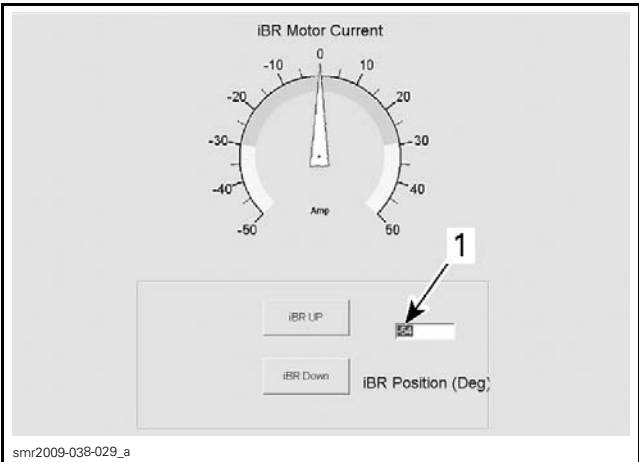 iBR Motor Current
0
-10 10
-20 20
-30 30
-40 40
Amp
-50 50
1
iBR UP
-54
iBR Down
iBR Position (Deg)
smr2009-038-029_a